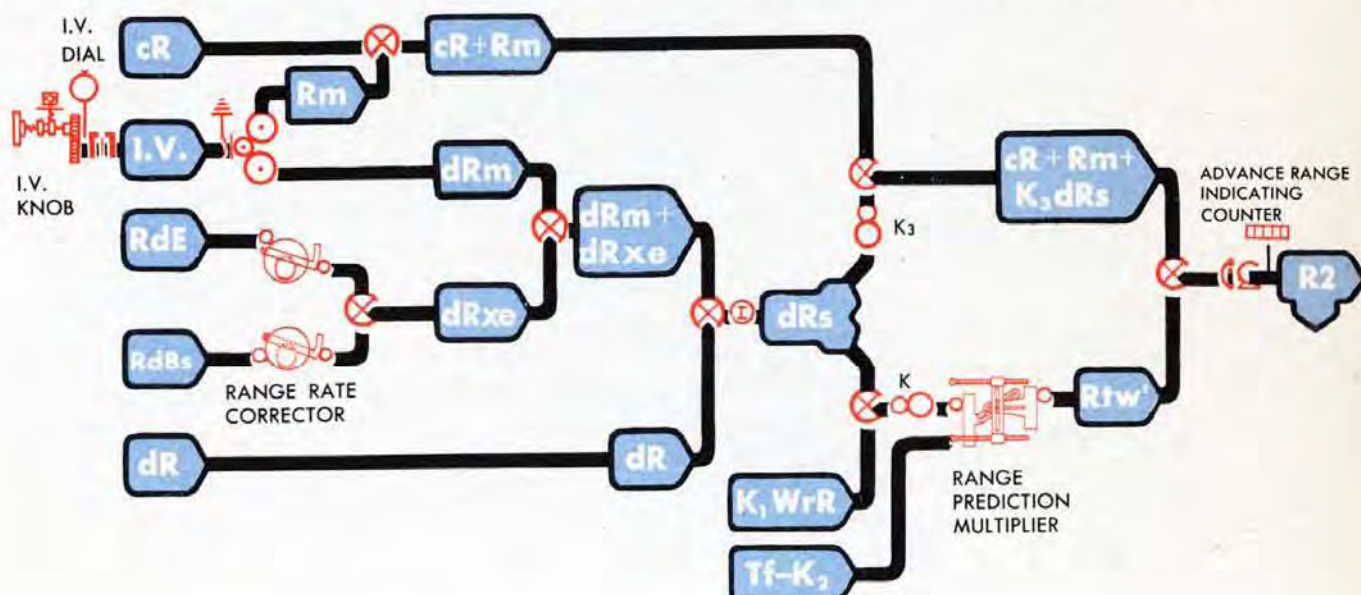 I.V.
DIAL
cR
cR+Rm
Rm
I.V.
I.V.
KNOB
dRm
cR+Rm+
K₃dRs
ADVANCE RANGE
INDICATING
COUNTER
RdE
dRm+
dRxe
K₃
R2
dRxe
I
dRs
RdBs
RANGE RATE
CORRECTOR
K
Rtw'
dR
dR
K₁WrR
RANGE
PREDICTION
MULTIPLIER
Tf-K₂